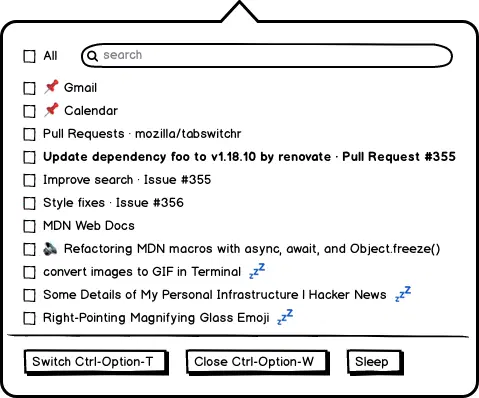 All search
📌 Gmail
📌 Calendar
Pull Requests · mozilla/tabswitchr
Update dependency foo to v1.18.10 by renovate · Pull Request #355
Improve search · Issue #355
Style fixes · Issue #356
MDN Web Docs
🔈 Refactoring MDN macros with async, await, and Object.freeze()
convert images to GIF in Terminal 💤
Some Details of My Personal Infrastructure | Hacker News 💤
Right-Pointing Magnifying Glass Emoji 💤
Switch Ctrl-Option-T Close Ctrl-Option-W Sleep